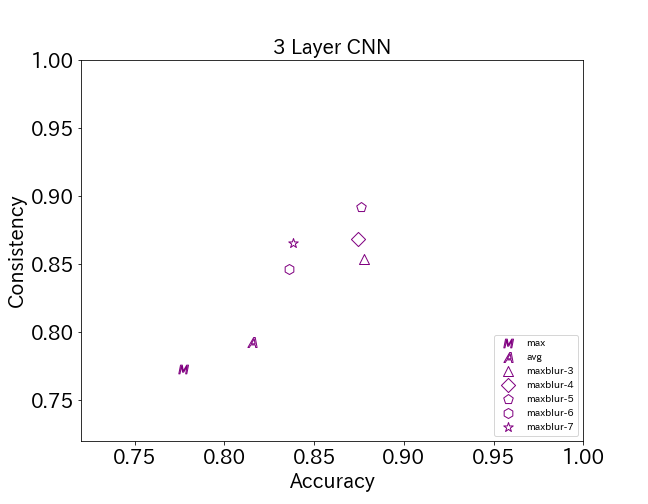 3 Layer CNN
1.00
0.95
0.90
0.85
0.80
0.75
Consistency
M
A
M max
A avg
maxblur-3
maxblur-4
maxblur-5
maxblur-6
maxblur-7
0.75 0.80 0.85 0.90 0.95 1.00
Accuracy